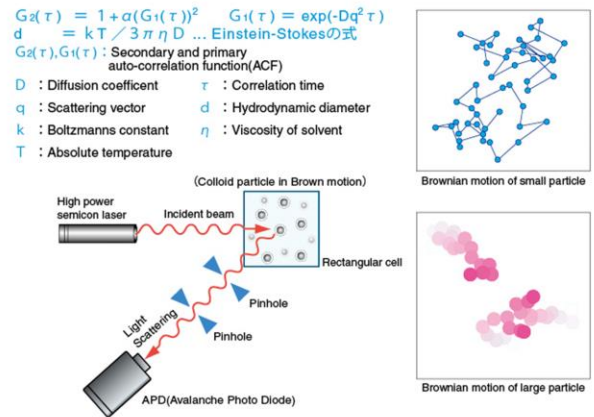 G₂(τ) = 1+α(G₁(τ))² G₁(τ) = exp(-Dq²τ)
d = kT／3πηD ... Einstein-Stokesの式
G₂(τ),G₁(τ)：Secondary and primary
auto-correlation function(ACF)
D ：Diffusion coefficent τ ：Correlation time
q ：Scattering vector d ：Hydrodynamic diameter
k ：Boltzmanns constant η ：Viscosity of solvent
T ：Absolute temperature
Brownian motion of small particle
(Colloid particle in Brown motion)
High power
semicon laser
Incident beam
Rectangular cell
Pinhole
Pinhole
Light
Scattering
APD(Avalanche Photo Diode)
Brownian motion of large particle